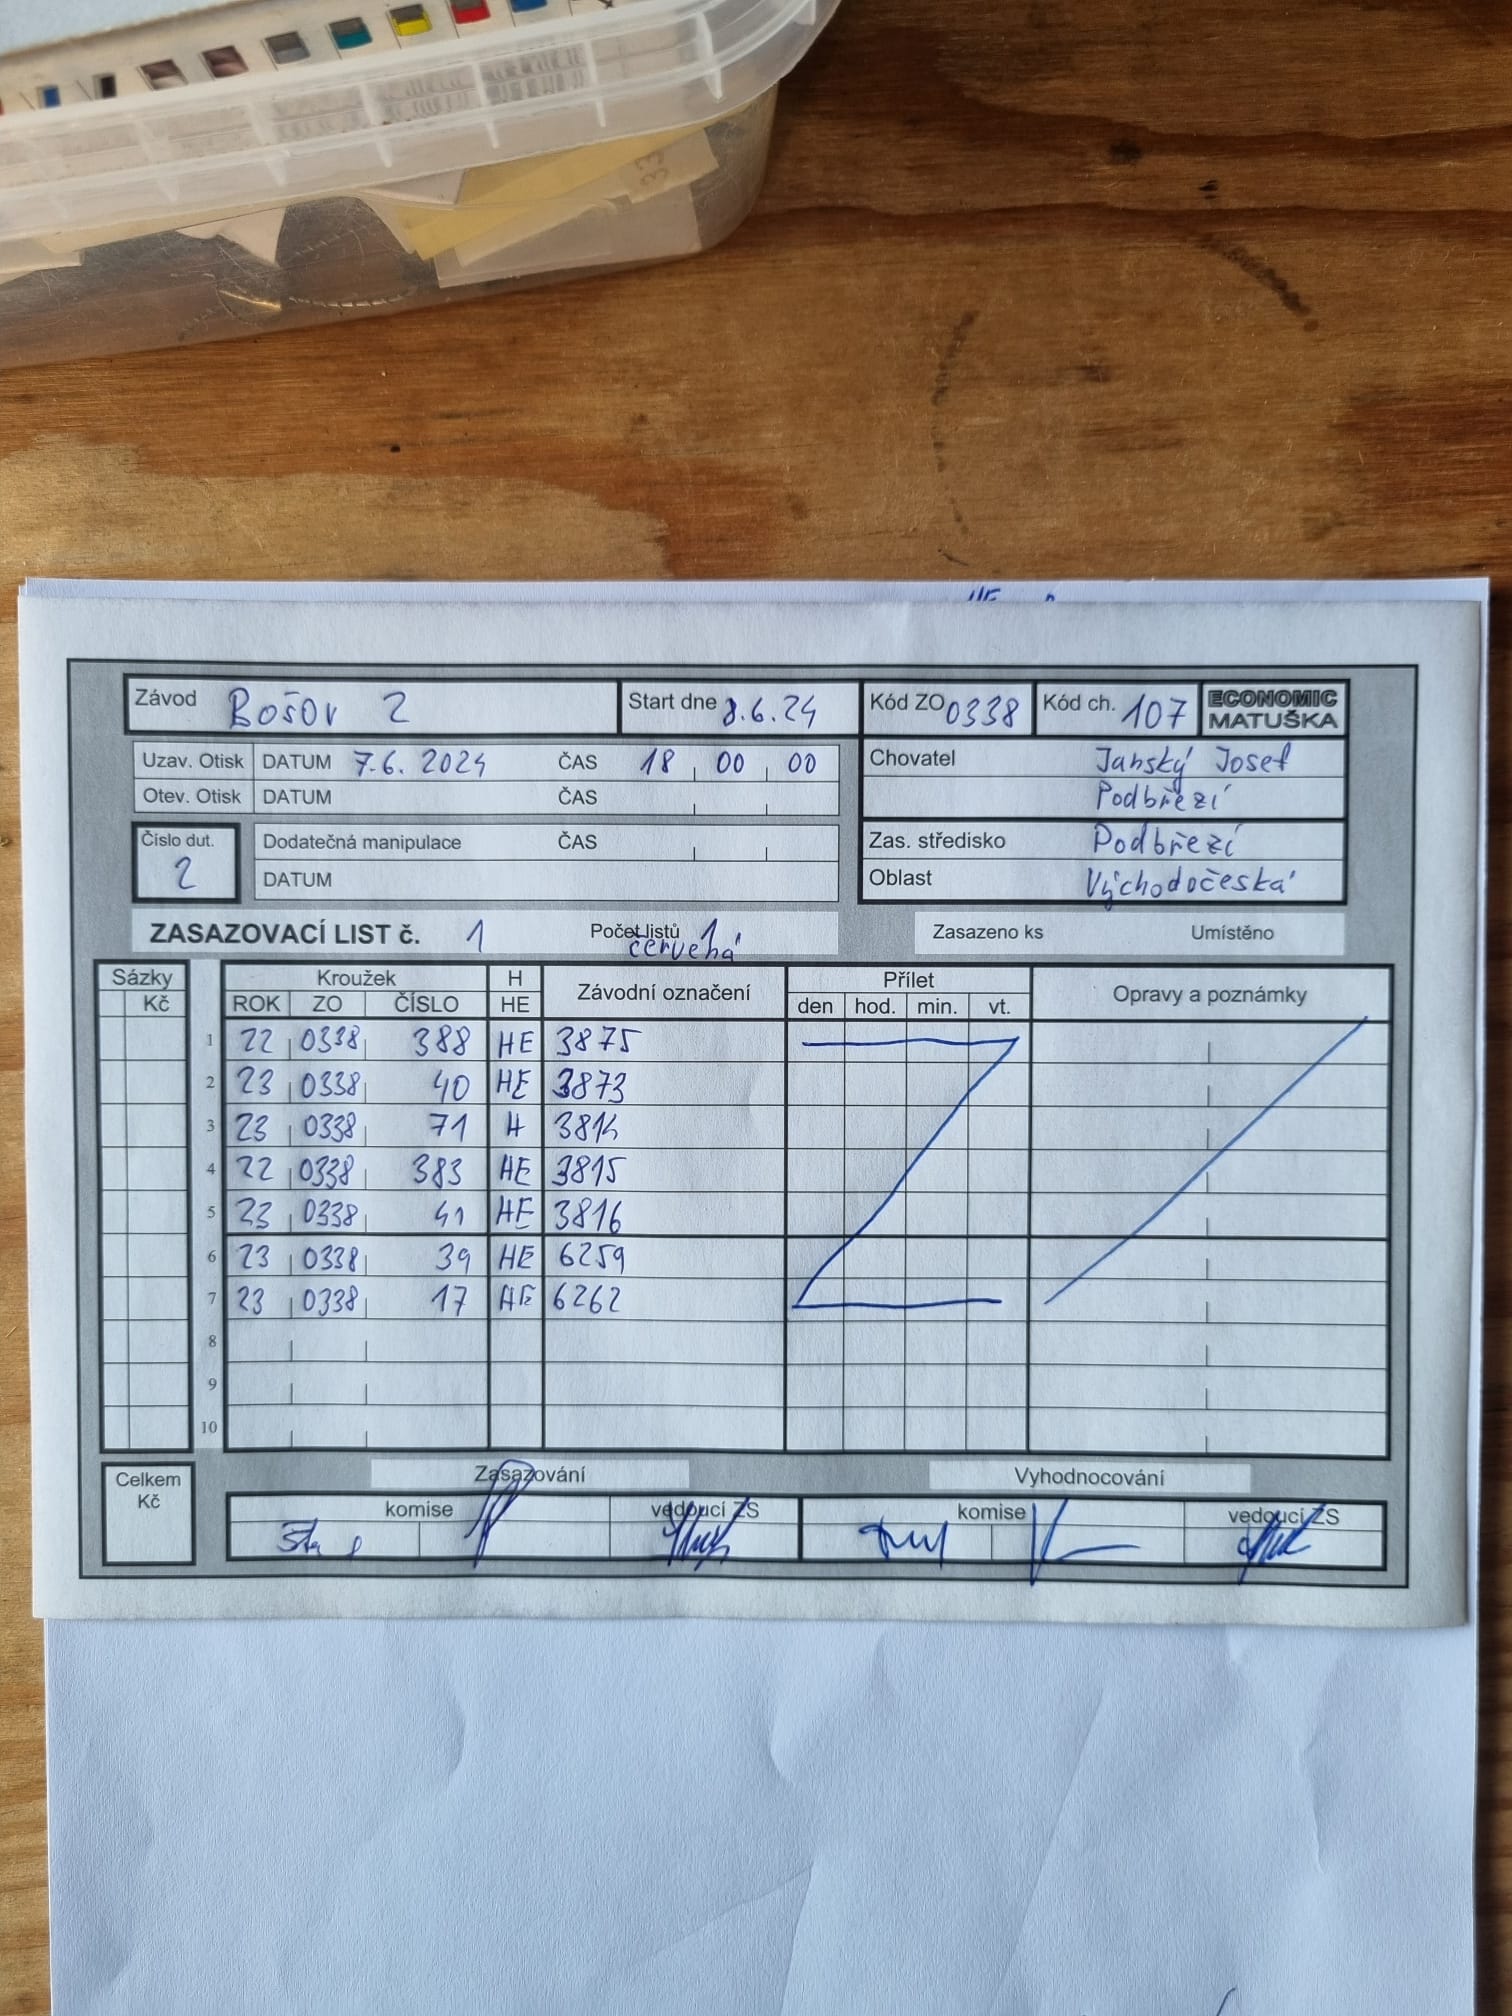 Závod Bošov 2 Start dne 8.6.24 Kód ZO 0338 Kód ch. 107 ECONOMIC MATUŠKA
Uzav. Otisk DATUM 7.6.2024 ČAS 18 00 00
Otev. Otisk DATUM ČAS
Chovatel Janský Josef
Podbřezí
Číslo dut. 2
Dodatečná manipulace ČAS
DATUM
Zas. středisko Podbřezí
Oblast Východočeská
ZASAZOVACÍ LIST č. 1 Počet listů 1 Zasazeno ks Umístěno
červená
Sázky Kroužek H Závodní označení Přílet Opravy a poznámky
Kč ROK ZO ČÍSLO HE den hod. min. vt.
1 22 0338 388 HE 3875
2 23 0338 40 HE 3873
3 23 0338 71 H 3814
4 22 0338 383 HE 3815
5 23 0338 41 HE 3816
6 23 0338 39 HE 6259
7 23 0338 17 HE 6262
8
9
10
Celkem Kč
Zasazování Vyhodnocování
komise vedoucí ZS komise vedoucí ZS